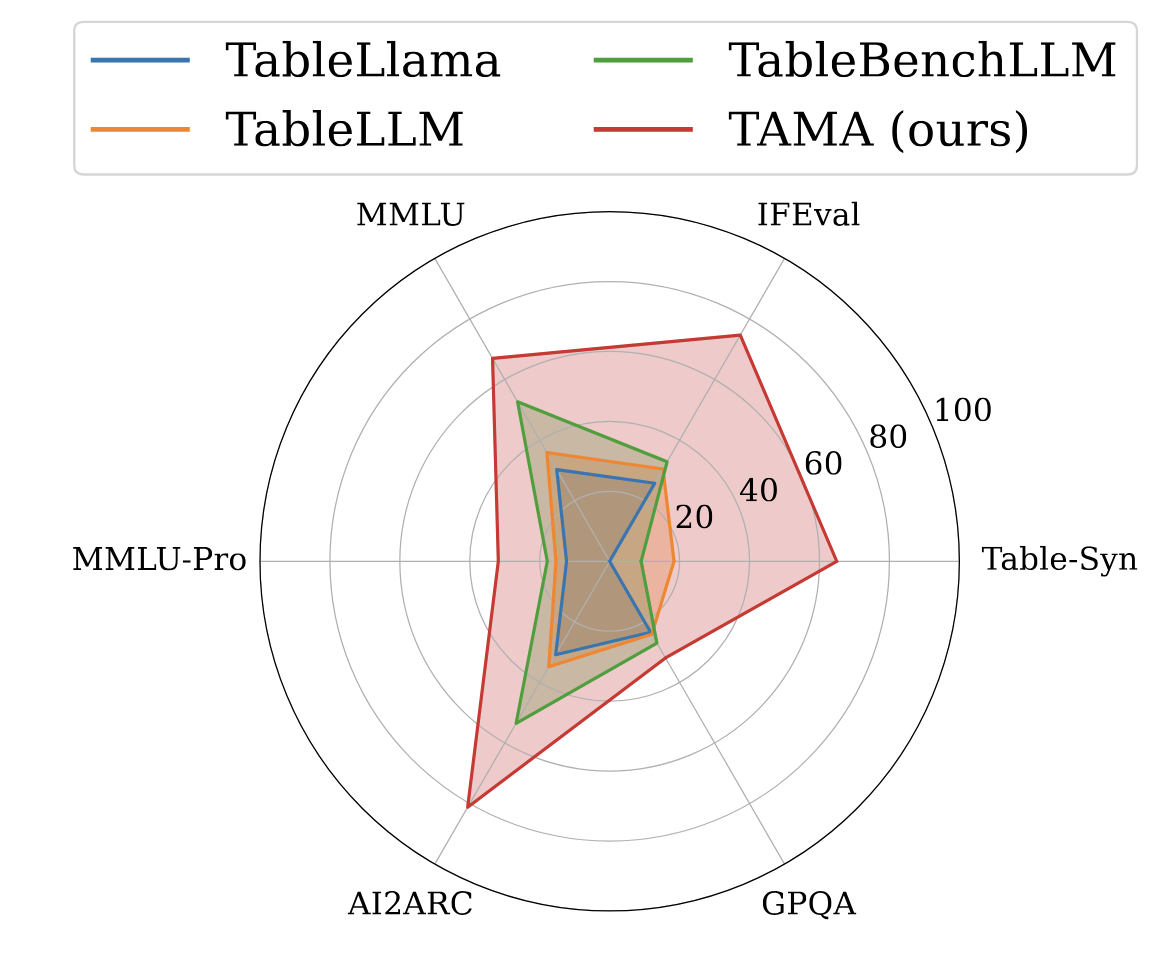 TableLlama TableBenchLLM
TableLLM TAMA (ours)
MMLU IFEval
100
80
60
40
20
MMLU-Pro Table-Syn
AI2ARC GPQA